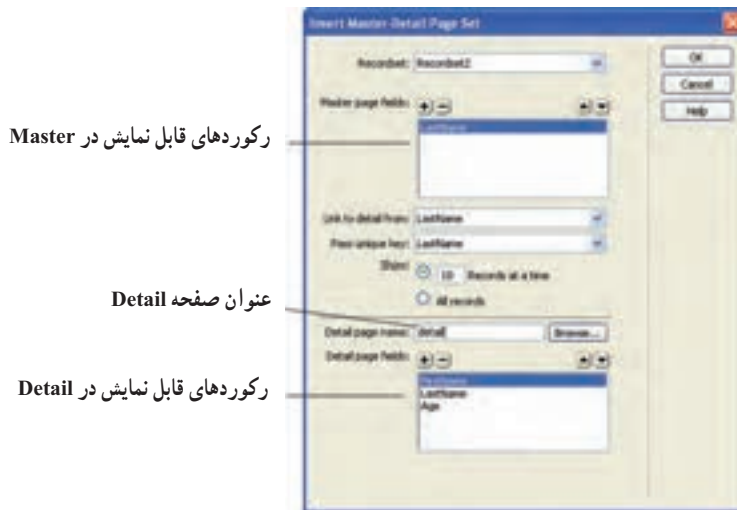 Insert Master-Detail Page Set
Recordset: Recordset2
OK
Cancel
Help
Master page fields:
LastName
رکوردهای قابل نمایش در Master
Link to detail from: LastName
Pass unique key: LastName
Show: 10 Records at a time
All records
عنوان صفحه Detail
Detail page name: detail Browse...
Detail page fields:
FirstName
LastName
Age
رکوردهای قابل نمایش در Detail